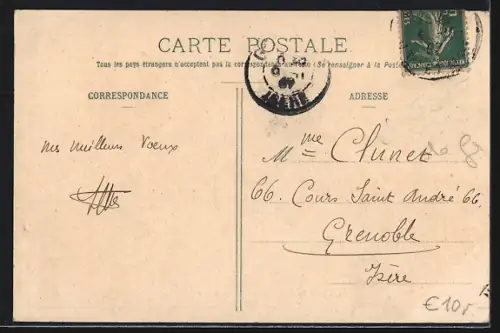 CARTE POSTALE
Tous les pays étrangers n'acceptent pas la correspondance au recto (Se renseigner à la Poste)
CORRESPONDANCE
ADRESSE
mes meilleurs Voeux
Mme Clunet
66. Cours Saint André 66.
Grenoble
Isère
€10,-